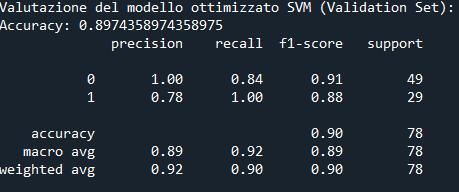 Valutazione del modello ottimizzato SVM (Validation Set):
Accuracy: 0.8974358974358975
precision recall f1-score support
0 1.00 0.84 0.91 49
1 0.78 1.00 0.88 29
accuracy 0.90 78
macro avg 0.89 0.92 0.89 78
weighted avg 0.92 0.90 0.90 78